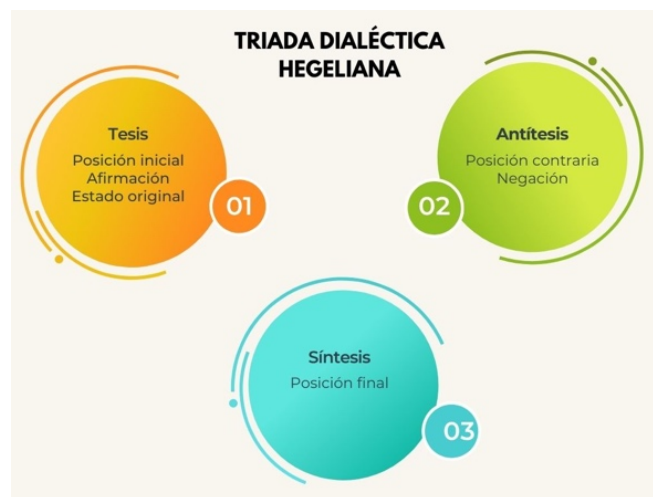 TRIADA DIALÉCTICA
HEGELIANA
Tesis
Posición inicial
Afirmación
Estado original
01
Antítesis
Posición contraria
Negación
02
Síntesis
Posición final
03